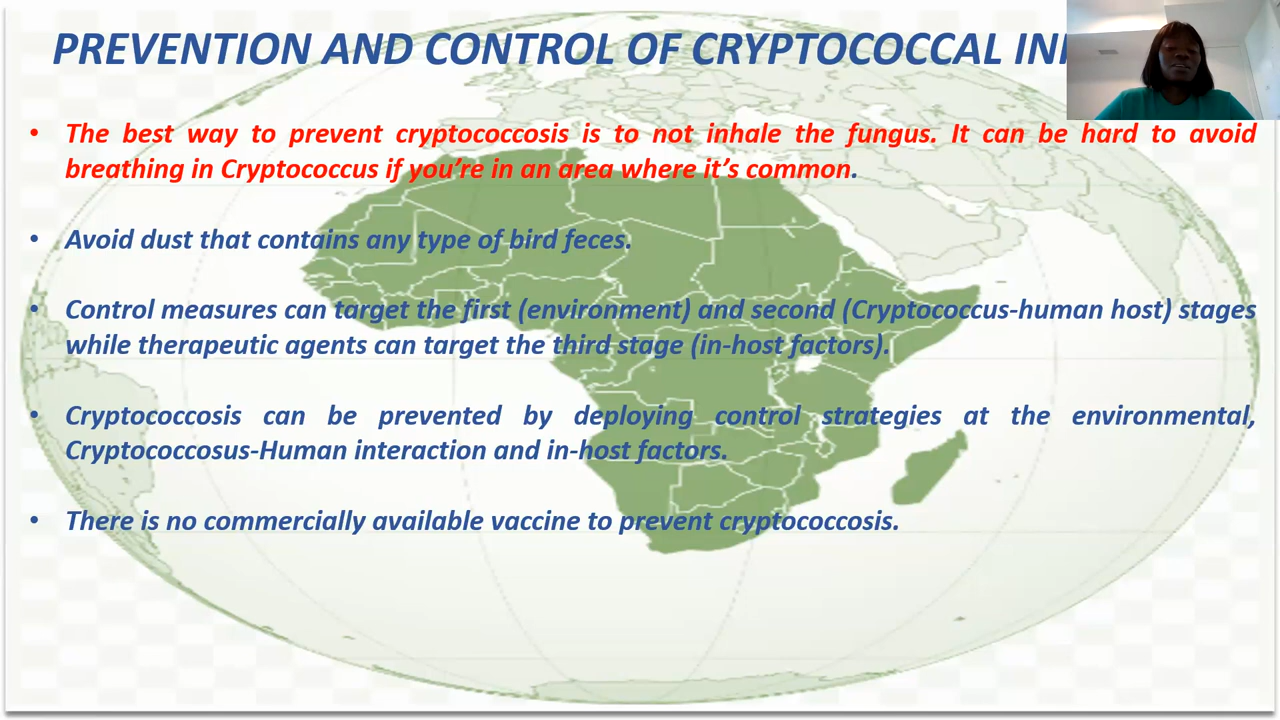 PREVENTION AND CONTROL OF CRYPTOCOCCAL
• The best way to prevent cryptococcosis is to not inhale the fungus. It can be hard to avoid
breathing in Cryptococcus if you’re in an area where it’s common.
• Avoid dust that contains any type of bird feces.
• Control measures can target the first (environment) and second (Cryptococcus-human host) stages
while therapeutic agents can target the third stage (in-host factors).
• Cryptococcosis can be prevented by deploying control strategies at the environmental,
Cryptococcosus-Human interaction and in-host factors.
• There is no commercially available vaccine to prevent cryptococcosis.